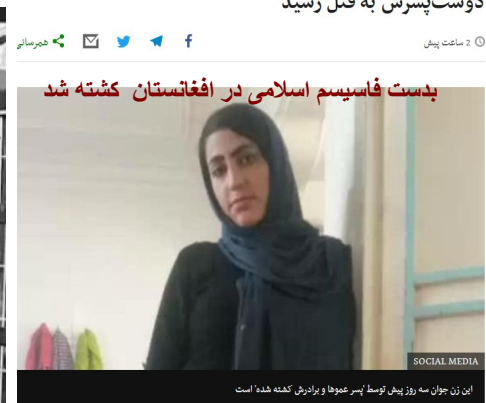 دوست‌پسرش به قتل رسید
2 ساعت پیش
همرسانی
بدست فاسیسم اسلامی در افغانستان کشته شد
SOCIAL MEDIA
این زن جوان سه روز پیش توسط 'پسر عموها و برادرش کشته شده' است